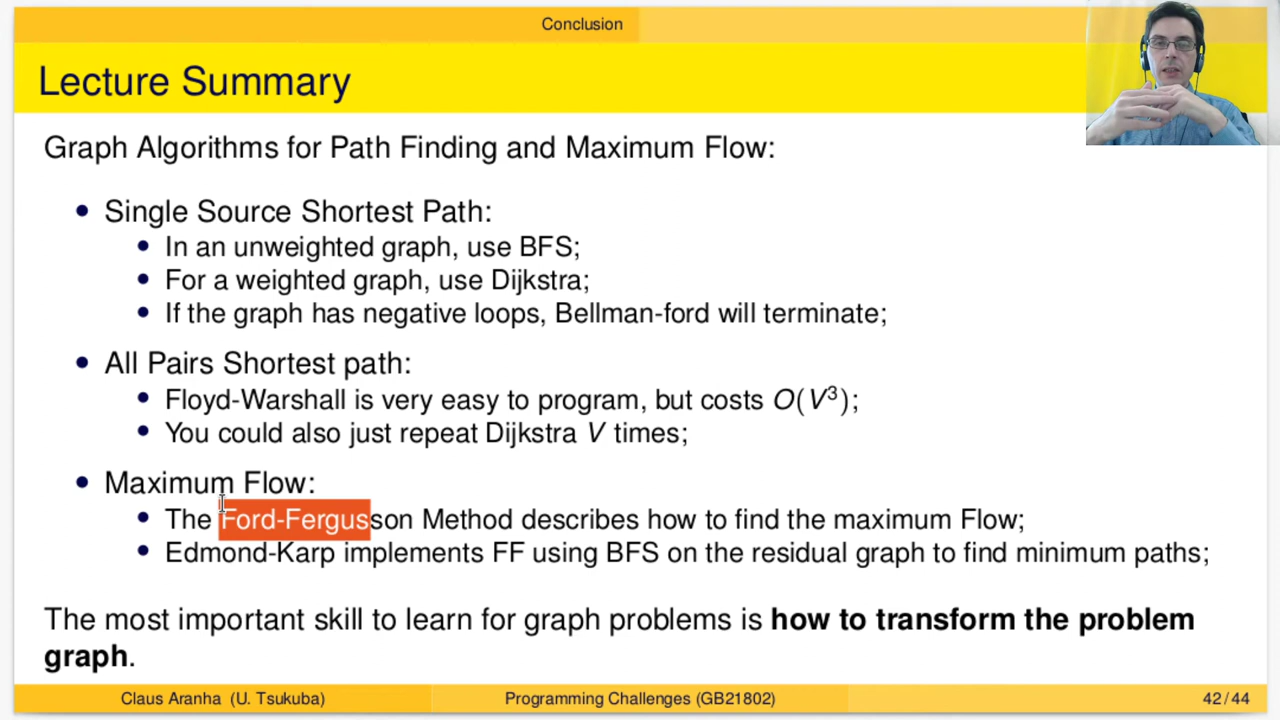 Conclusion
Lecture Summary
Graph Algorithms for Path Finding and Maximum Flow:
• Single Source Shortest Path:
• In an unweighted graph, use BFS;
• For a weighted graph, use Dijkstra;
• If the graph has negative loops, Bellman-ford will terminate;
• All Pairs Shortest path:
• Floyd-Warshall is very easy to program, but costs O(V³);
• You could also just repeat Dijkstra V times;
• Maximum Flow:
• The Ford-Fergusson Method describes how to find the maximum Flow;
• Edmond-Karp implements FF using BFS on the residual graph to find minimum paths;
The most important skill to learn for graph problems is how to transform the problem
graph.
Claus Aranha (U. Tsukuba) Programming Challenges (GB21802) 42 / 44